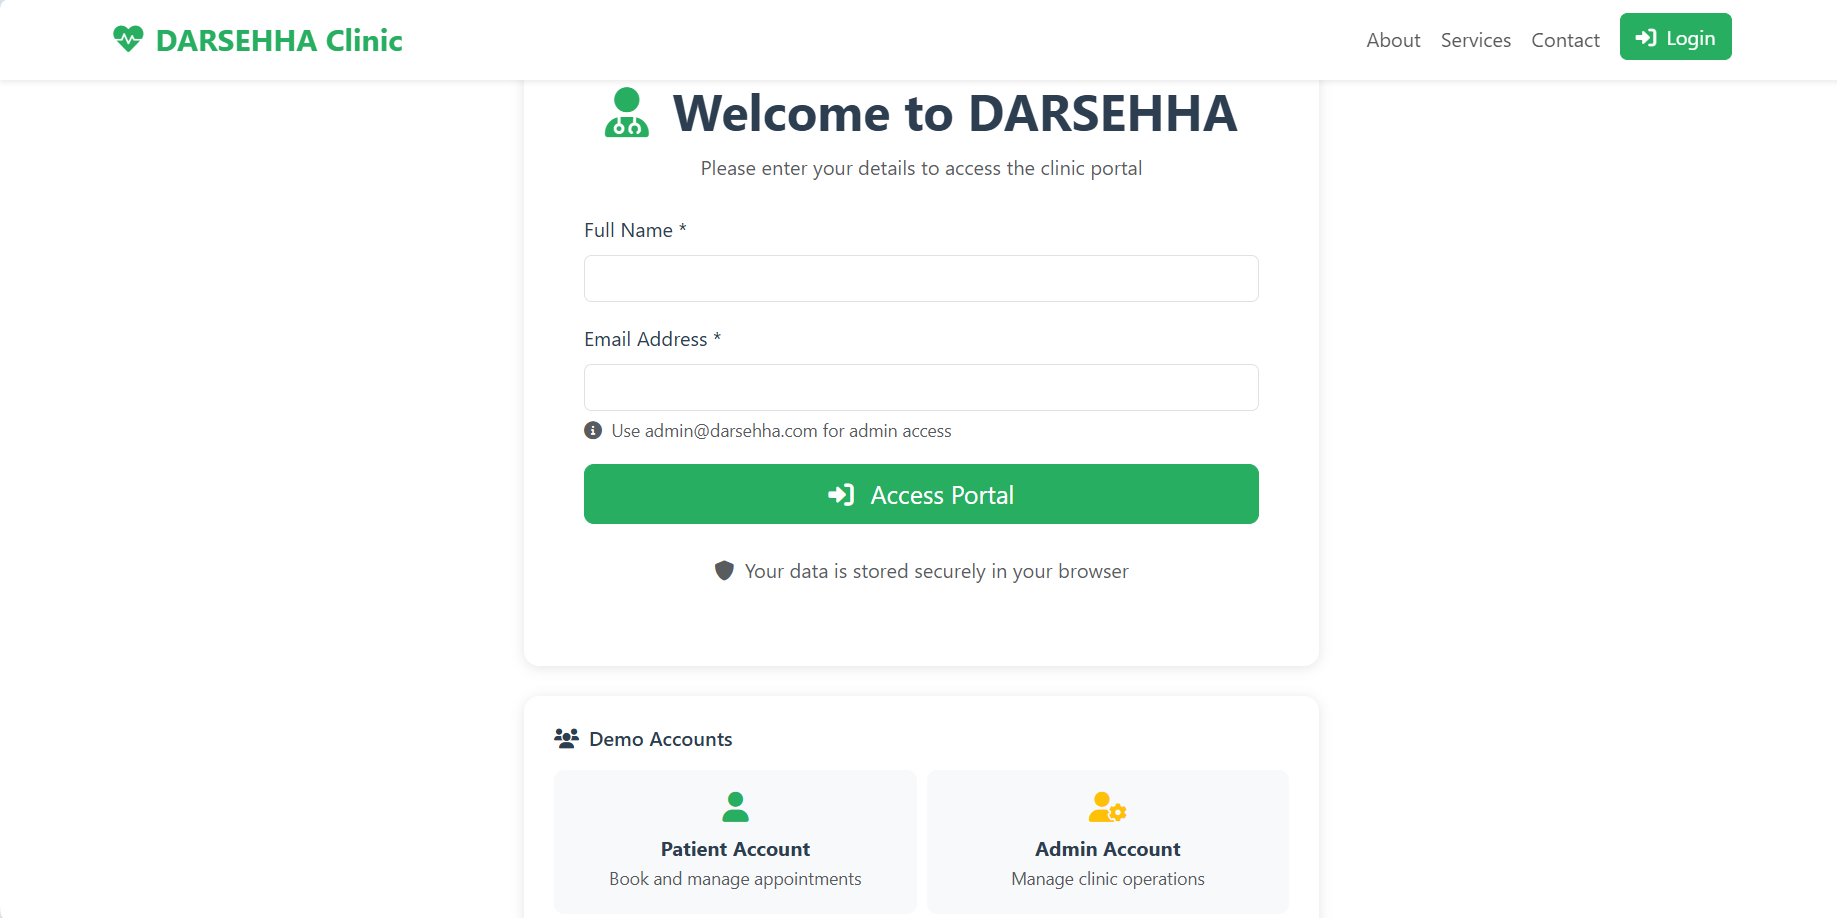 DARSEHHA Clinic
About
Services
Contact
Login
Welcome to DARSEHHA
Please enter your details to access the clinic portal
Full Name *
Email Address *
Use admin@darsehha.com for admin access
Access Portal
Your data is stored securely in your browser
Demo Accounts
Patient Account
Book and manage appointments
Admin Account
Manage clinic operations